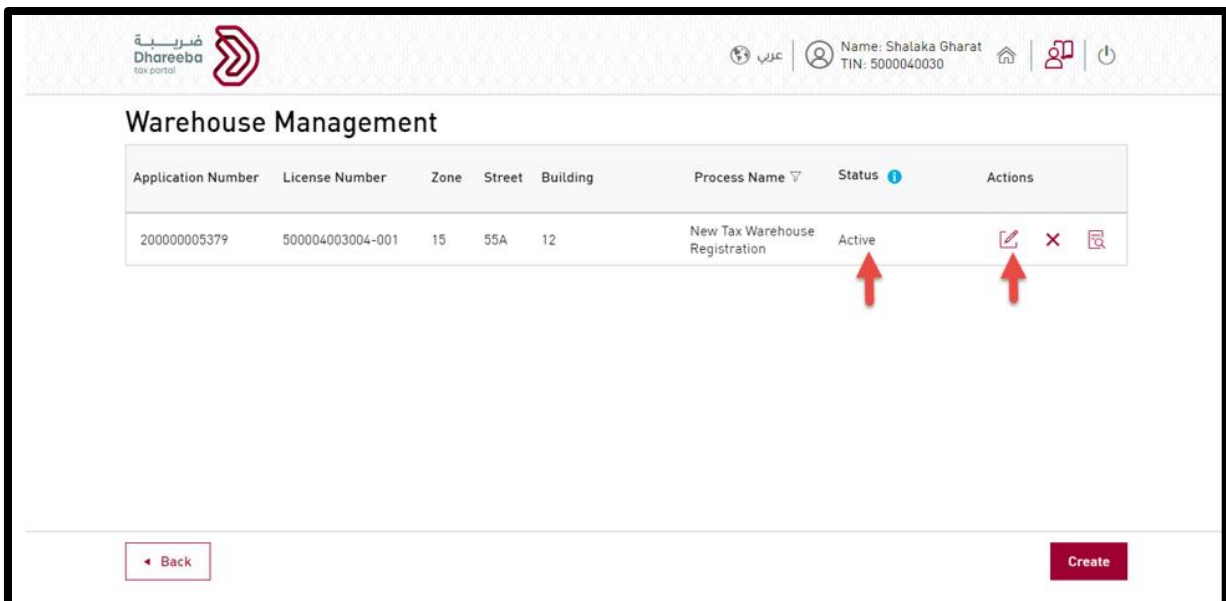 ضريبة
Dhareeba
tax portal
عربي
Name: Shalaka Gharat
TIN: 5000040030
Warehouse Management
Application Number License Number Zone Street Building Process Name Status Actions
200000005379 500004003004-001 15 55A 12 New Tax Warehouse Registration Active
Back
Create